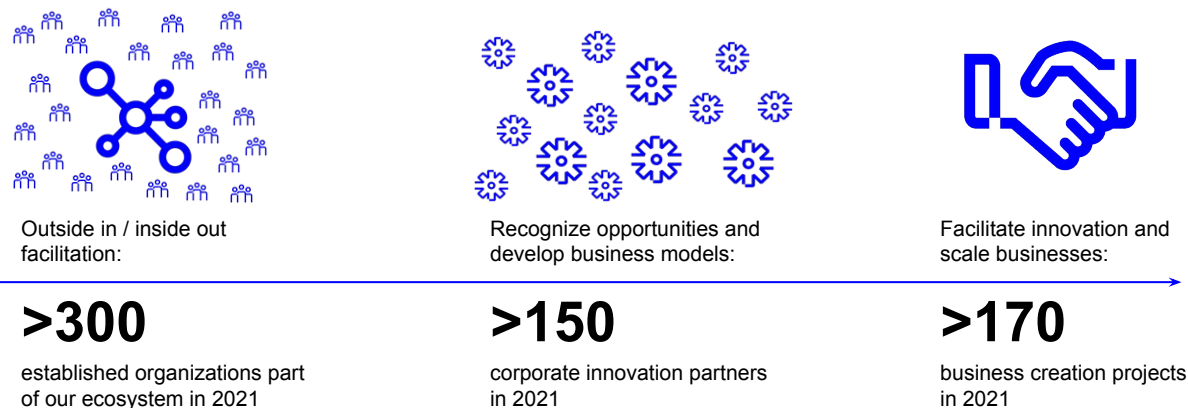 Outside in / inside out
facilitation:
>300
established organizations part
of our ecosystem in 2021
Recognize opportunities and
develop business models:
>150
corporate innovation partners
in 2021
Facilitate innovation and
scale businesses:
>170
business creation projects
in 2021